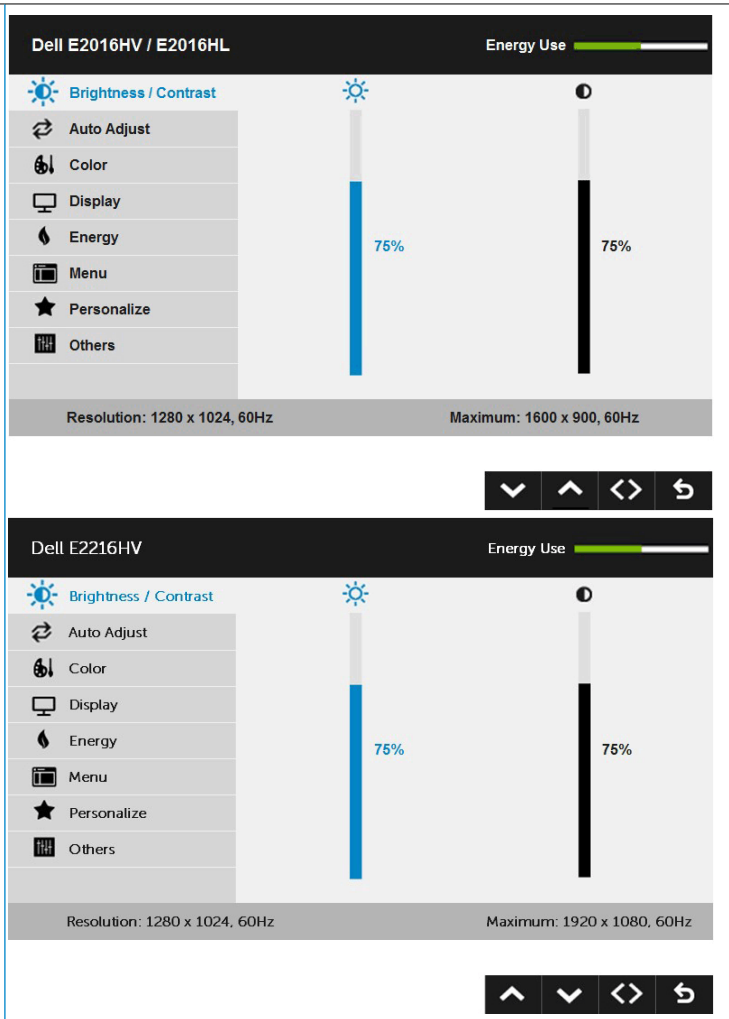 Dell E2016HV / E2016HL Energy Use
Brightness / Contrast
Auto Adjust
Color
Display
Energy
75% 75%
Menu
Personalize
Others
Resolution: 1280 x 1024, 60Hz Maximum: 1600 x 900, 60Hz
Dell E2216HV Energy Use
Brightness / Contrast
Auto Adjust
Color
Display
Energy
75% 75%
Menu
Personalize
Others
Resolution: 1280 x 1024, 60Hz Maximum: 1920 x 1080, 60Hz